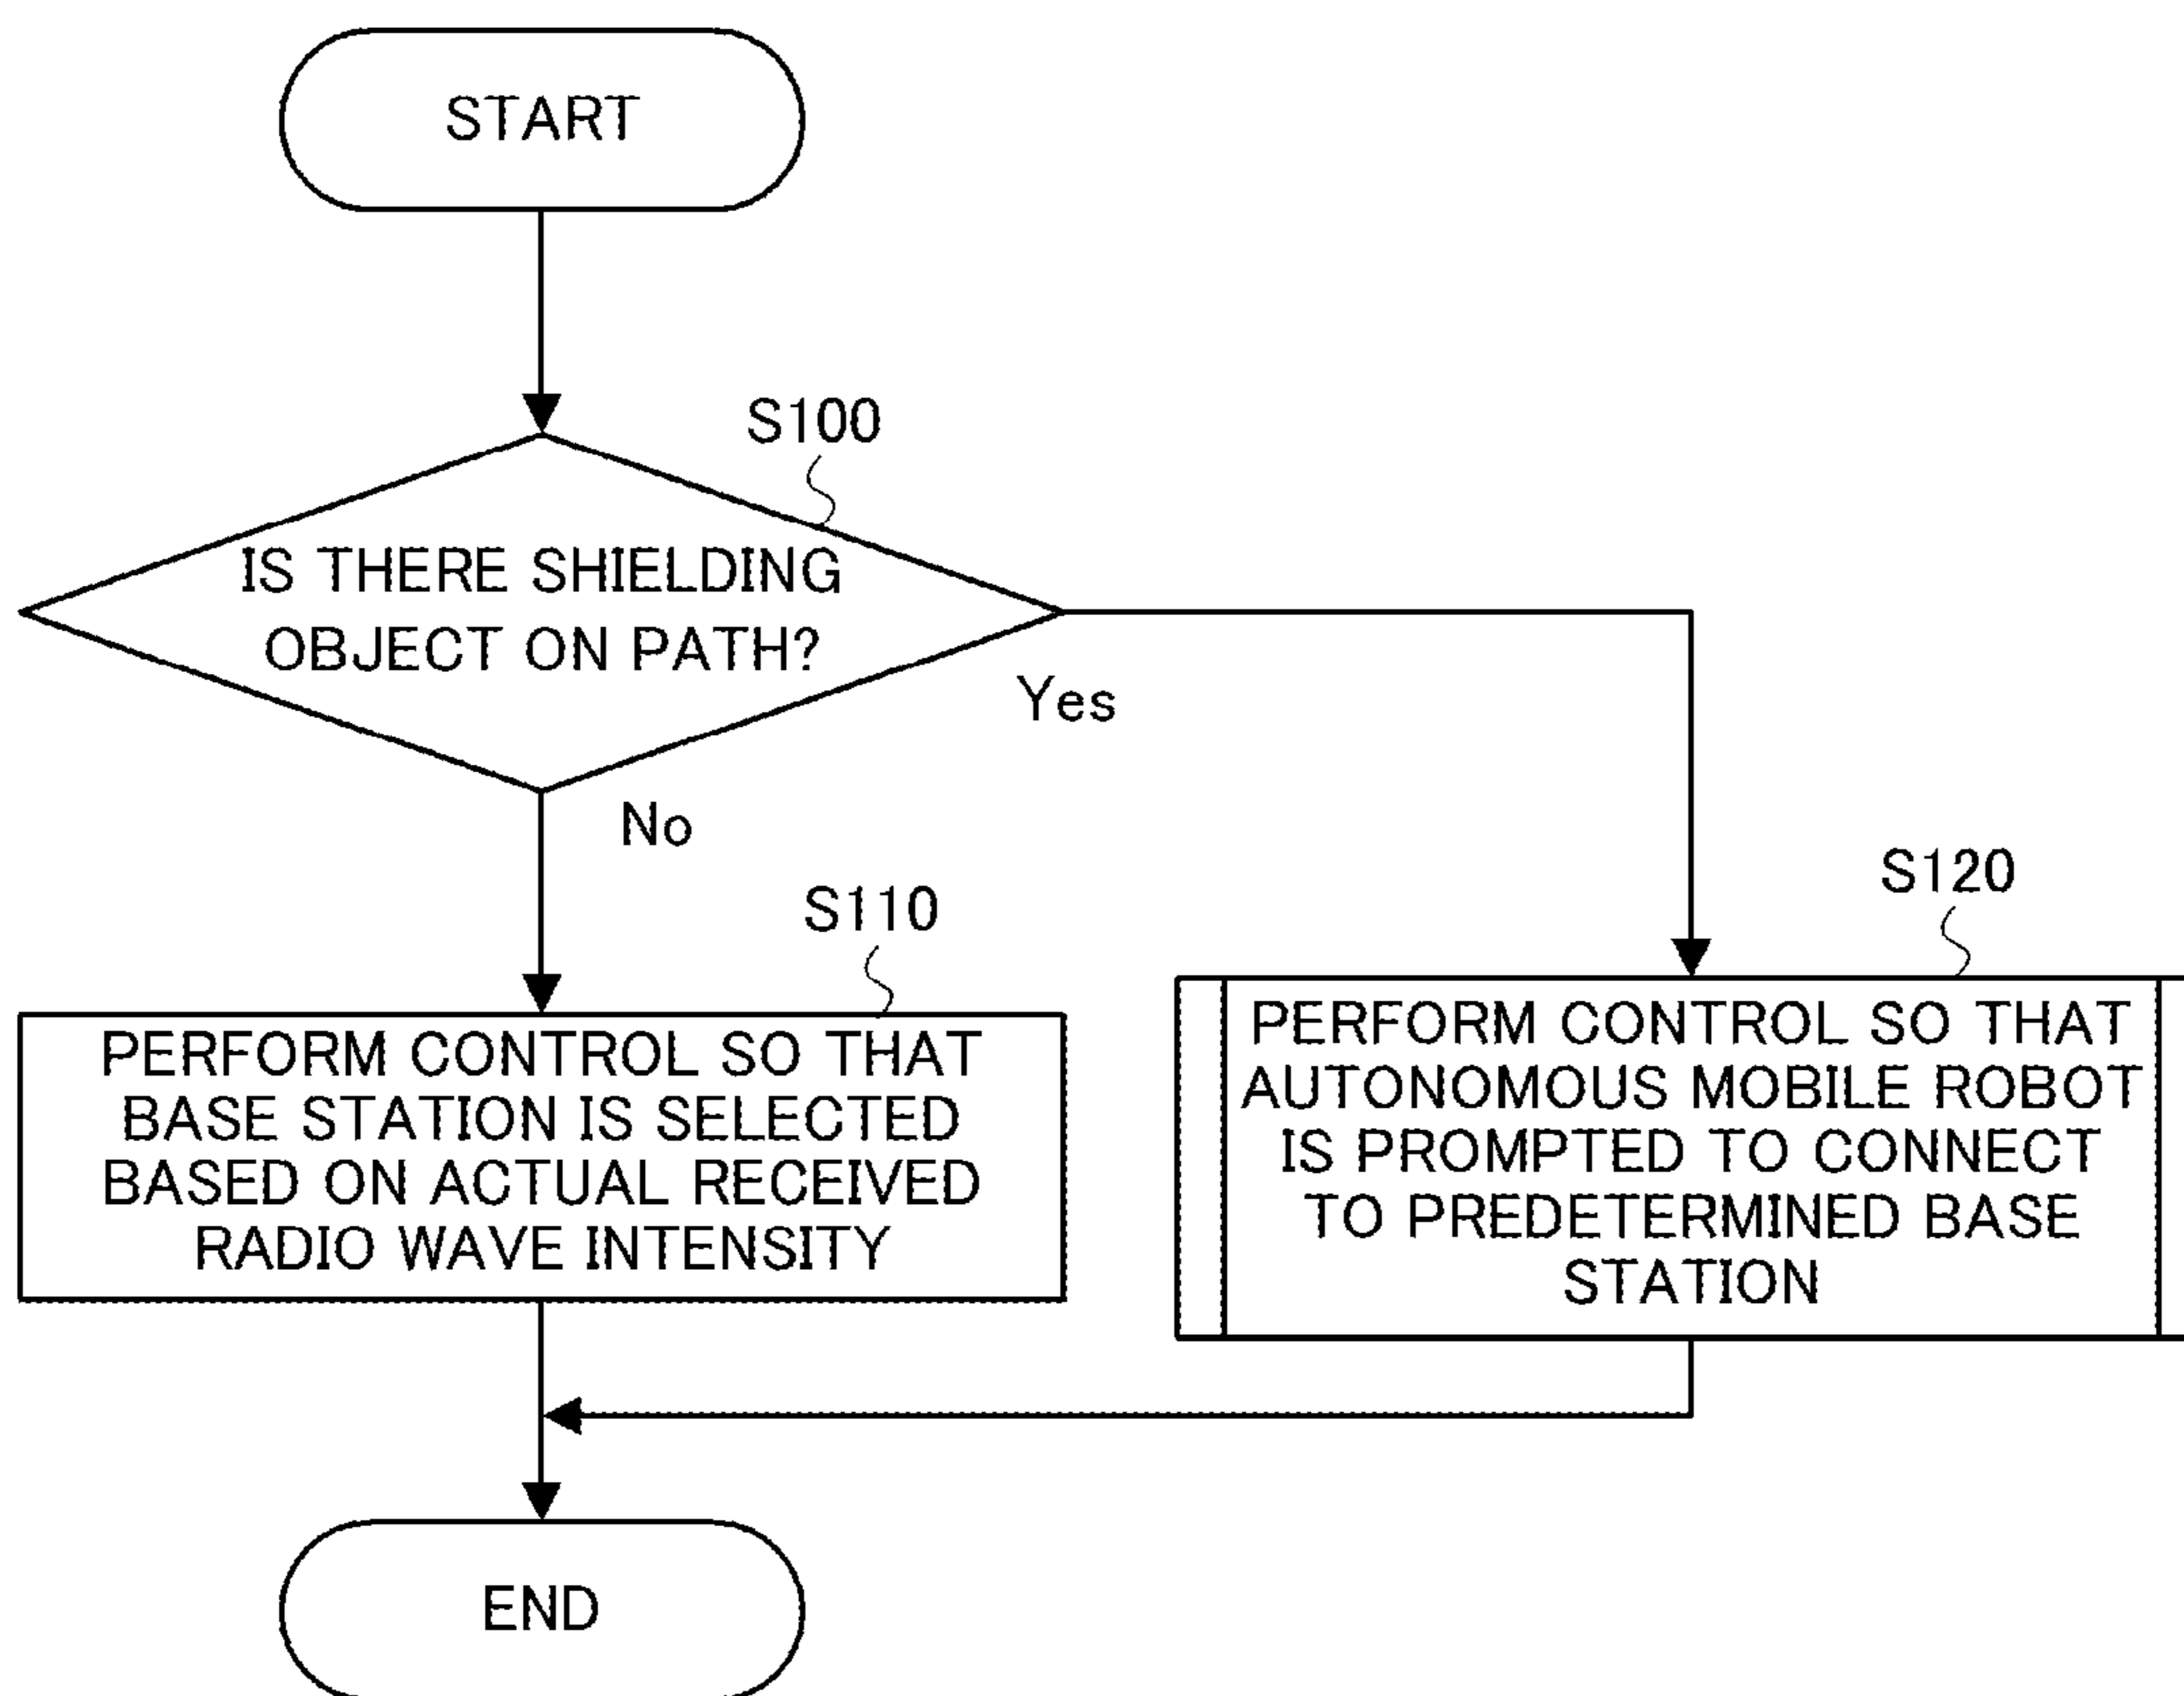 START
S100
IS THERE SHIELDING
OBJECT ON PATH?
Yes
No
S110
PERFORM CONTROL SO THAT
BASE STATION IS SELECTED
BASED ON ACTUAL RECEIVED
RADIO WAVE INTENSITY
S120
PERFORM CONTROL SO THAT
AUTONOMOUS MOBILE ROBOT
IS PROMPTED TO CONNECT
TO PREDETERMINED BASE
STATION
END